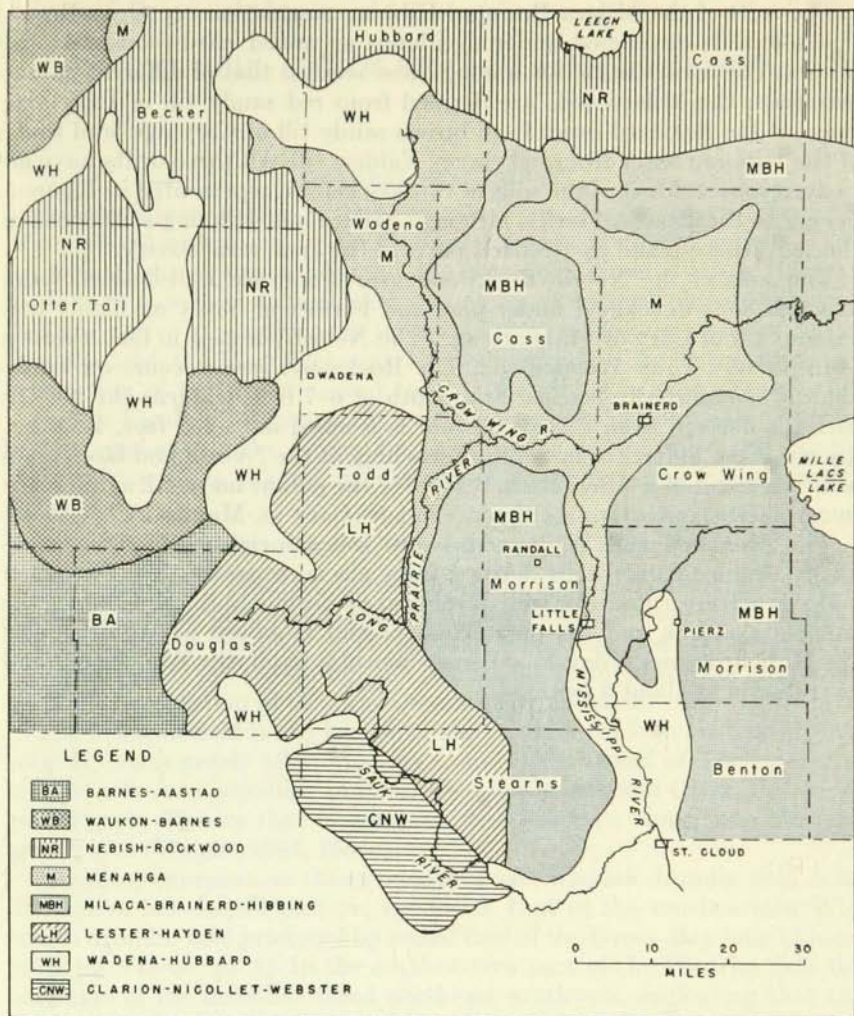 LEECH
LAKE
Hubbard
Cass
M
WB
NR
Becker
WH
WH
MBH
NR
Wadena
M
NR
Otter Tail
MBH
M
Cass
WADENA
CROW WING R.
BRAINERD
WH
WH
Todd
RIVER
Crow Wing
MILLE
LACS
LAKE
WB
LH
MBH
RANDALL
Morrison
PRAIRIE
LITTLE
FALLS
BA
LONG
PIERZ
MBH
Douglas
Morrison
MISSISSIPPI
WH
WH
LH
RIVER
Stearns
Benton
SAUK
CNW
RIVER
ST. CLOUD
LEGEND
BA BARNES-AASTAD
WB WAUKON-BARNES
NR NEBISH-ROCKWOOD
M MENAHGA
MBH MILACA-BRAINERD-HIBBING
LH LESTER-HAYDEN
WH WADENA-HUBBARD
CNW CLARION-NICOLLET-WEBSTER
0 10 20 30
MILES